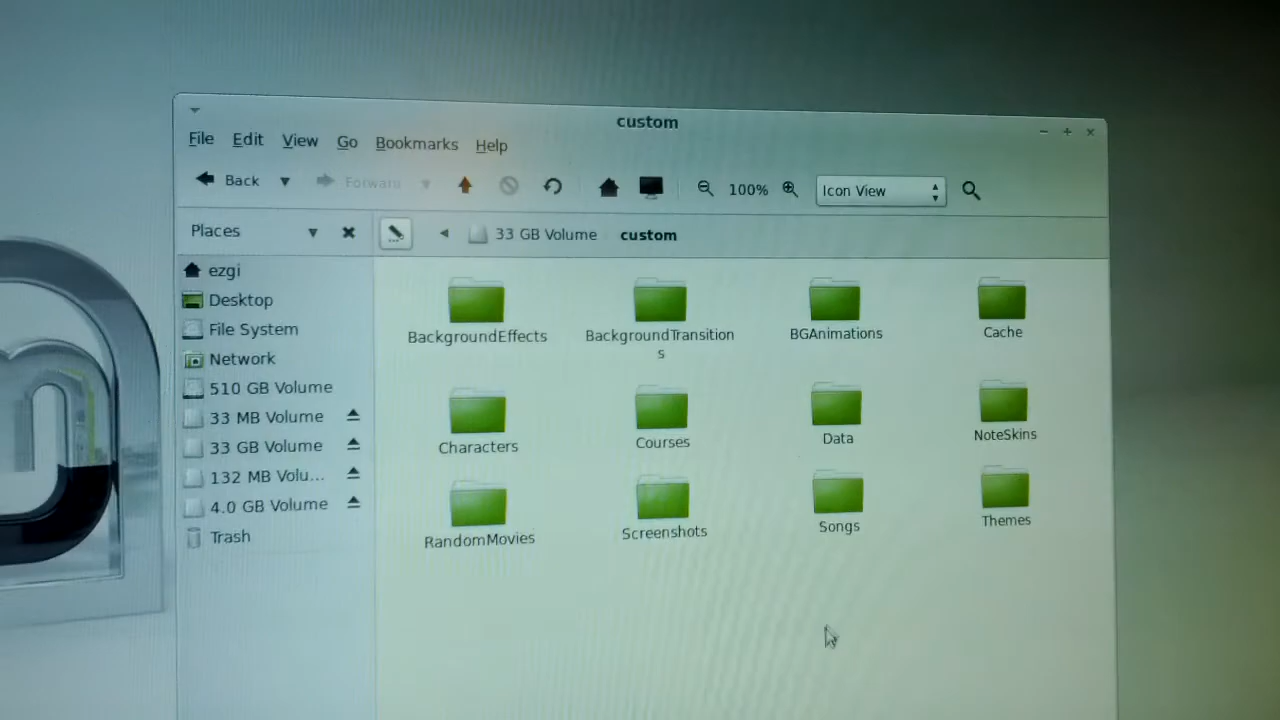 custom
File Edit View Go Bookmarks Help
Back Forward 100% Icon View
Places 33 GB Volume custom
ezgi
Desktop
File System
Network
510 GB Volume
33 MB Volume
33 GB Volume
132 MB Volu...
4.0 GB Volume
Trash
BackgroundEffects BackgroundTransition
s
BGAnimations Cache
Characters Courses Data NoteSkins
RandomMovies Screenshots Songs Themes